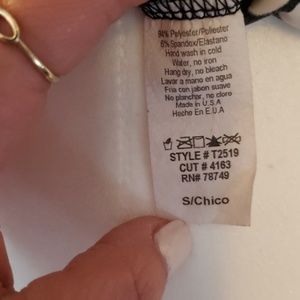 94% Polyester/Poliester
6% Spandex/Elastano
Hand wash in cold
Water, no iron
Hang dry, no bleach
Lavar a mano en agua
Fria con jabon suave
No planchar, no cloro
Made in U.S.A
Hecho En E.U.A
STYLE # T2519
CUT # 4163
RN# 78749
S/Chico